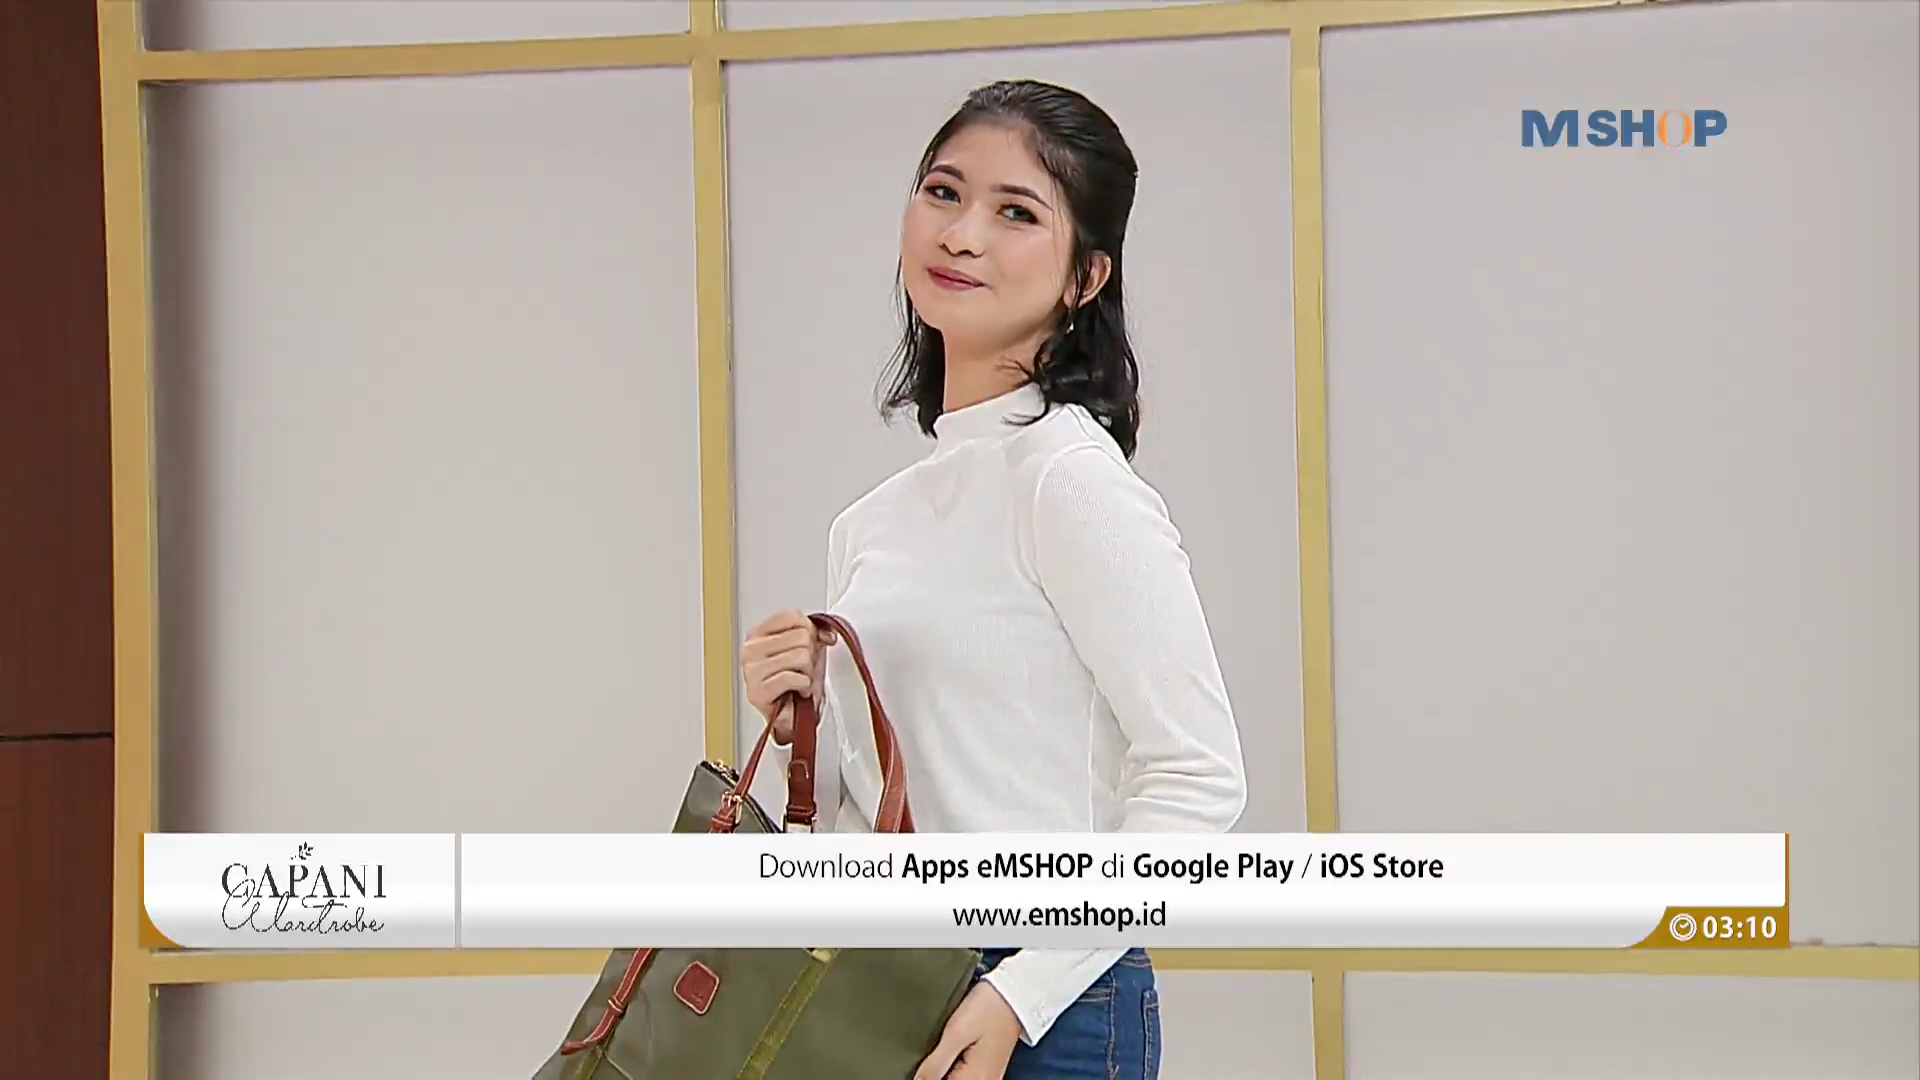 MSHOP
CAPANI
Wardrobe
Download Apps eMSHOP di Google Play / iOS Store
www.emshop.id
03:10